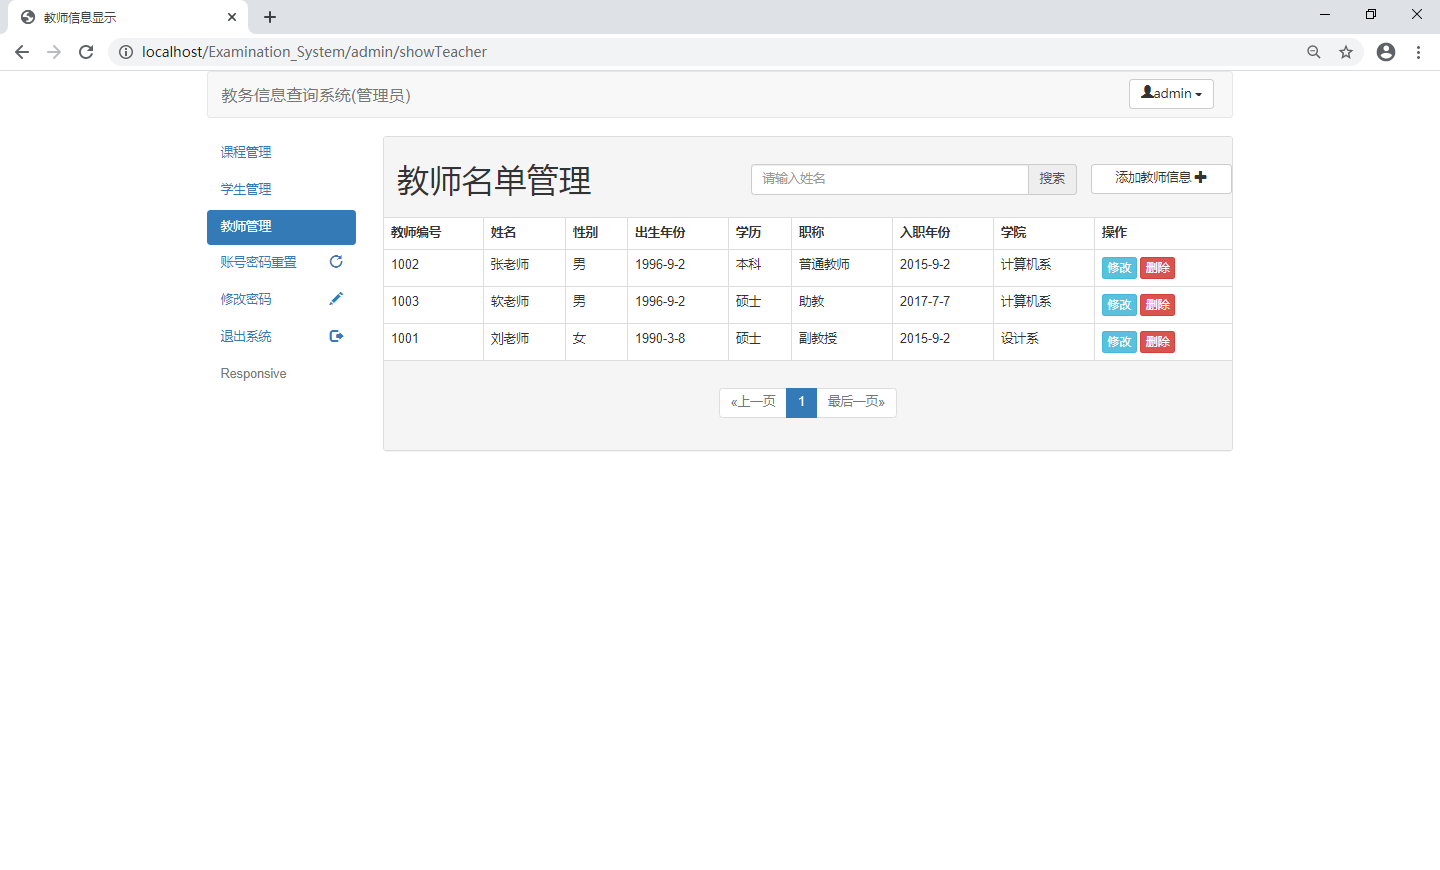 教师信息显示
localhost/Examination_System/admin/showTeacher
教务信息查询系统(管理员)
admin
课程管理
学生管理
教师管理
账号密码重置
修改密码
退出系统
Responsive
教师名单管理
请输入姓名 搜索 添加教师信息
教师编号 姓名 性别 出生年份 学历 职称 入职年份 学院 操作
1002 张老师 男 1996-9-2 本科 普通教师 2015-9-2 计算机系 修改 删除
1003 软老师 男 1996-9-2 硕士 助教 2017-7-7 计算机系 修改 删除
1001 刘老师 女 1990-3-8 硕士 副教授 2015-9-2 设计系 修改 删除
«上一页 1 最后一页»